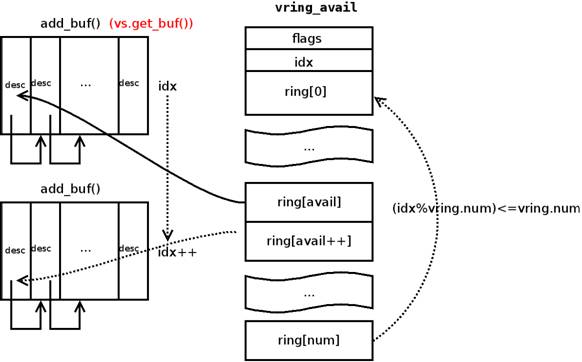 vring_avail
add_buf() (vs.get_buf())
flags
idx
desc desc ... desc
idx
ring[0]
...
add_buf()
ring[avail]
(idx%vring.num)<=vring.num
desc desc ... desc
idx++
ring[avail++]
...
ring[num]